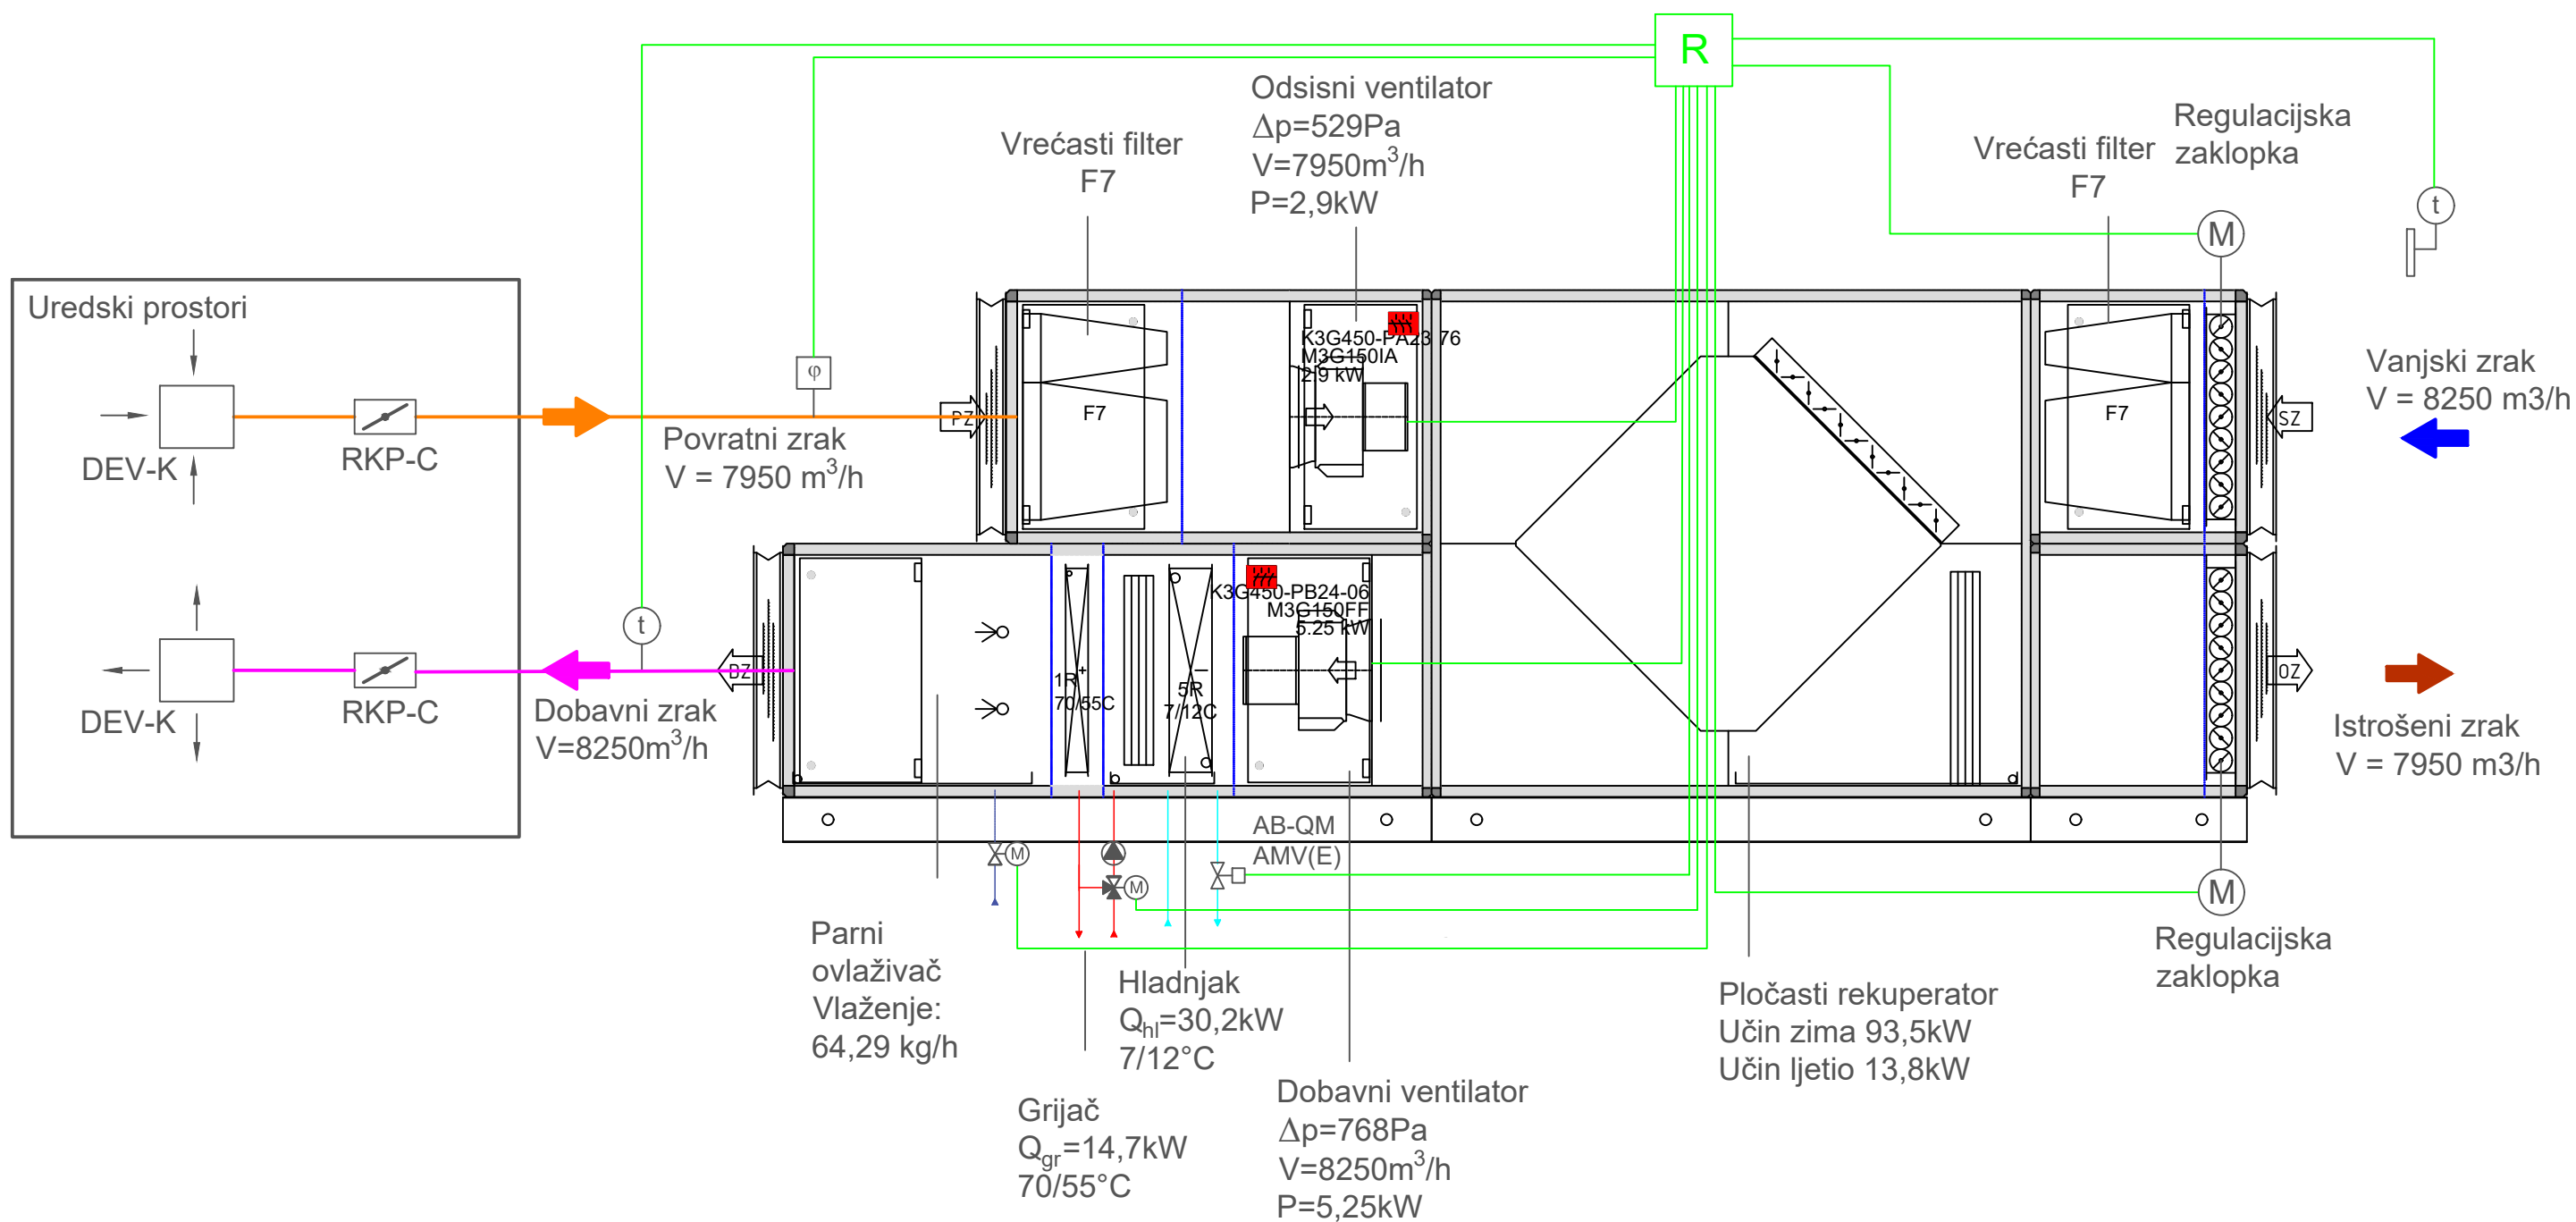 R
Odsisni ventilator
Δp=529Pa
V=7950m³/h
P=2,9kW
Vrećasti filter
F7
Vrećasti filter
F7
Regulacijska
zaklopka
t
M
Uredski prostori
DEV-K
RKP-C
φ
Povratni zrak
V = 7950 m³/h
PZ
F7
K3G450-PA23-76
M3G150IA
2.9 kW
F7
SZ
Vanjski zrak
V = 8250 m3/h
DEV-K
RKP-C
t
Dobavni zrak
V=8250m³/h
BZ
1R
+
70/55C
5R
7/12C
K3G450-PB24-06
M3G150FF
5.25 kW
OZ
Istrošeni zrak
V = 7950 m3/h
M
M
AB-QM
AMV(E)
M
Regulacijska
zaklopka
Parni
ovlaživač
Vlaženje:
64,29 kg/h
Hladnjak
Qhl=30,2kW
7/12°C
Grijač
Qgr=14,7kW
70/55°C
Dobavni ventilator
Δp=768Pa
V=8250m³/h
P=5,25kW
Pločasti rekuperator
Učin zima 93,5kW
Učin ljetio 13,8kW